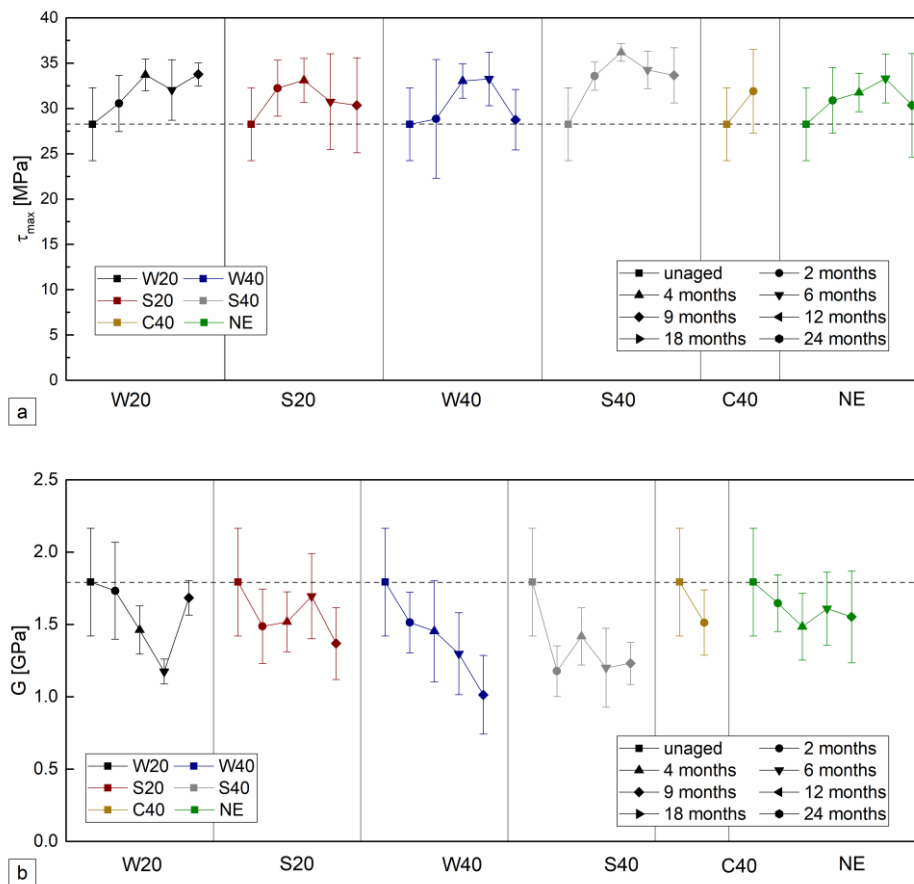 40
35
30
25
20
15
10
5
0
τmax [MPa]
W20 W40
S20 S40
C40 NE
unaged 2 months
4 months 6 months
9 months 12 months
18 months 24 months
W20 S20 W40 S40 C40 NE
a
2.5
2.0
1.5
1.0
0.5
0.0
G [GPa]
W20 W40
S20 S40
C40 NE
unaged 2 months
4 months 6 months
9 months 12 months
18 months 24 months
W20 S20 W40 S40 C40 NE
b